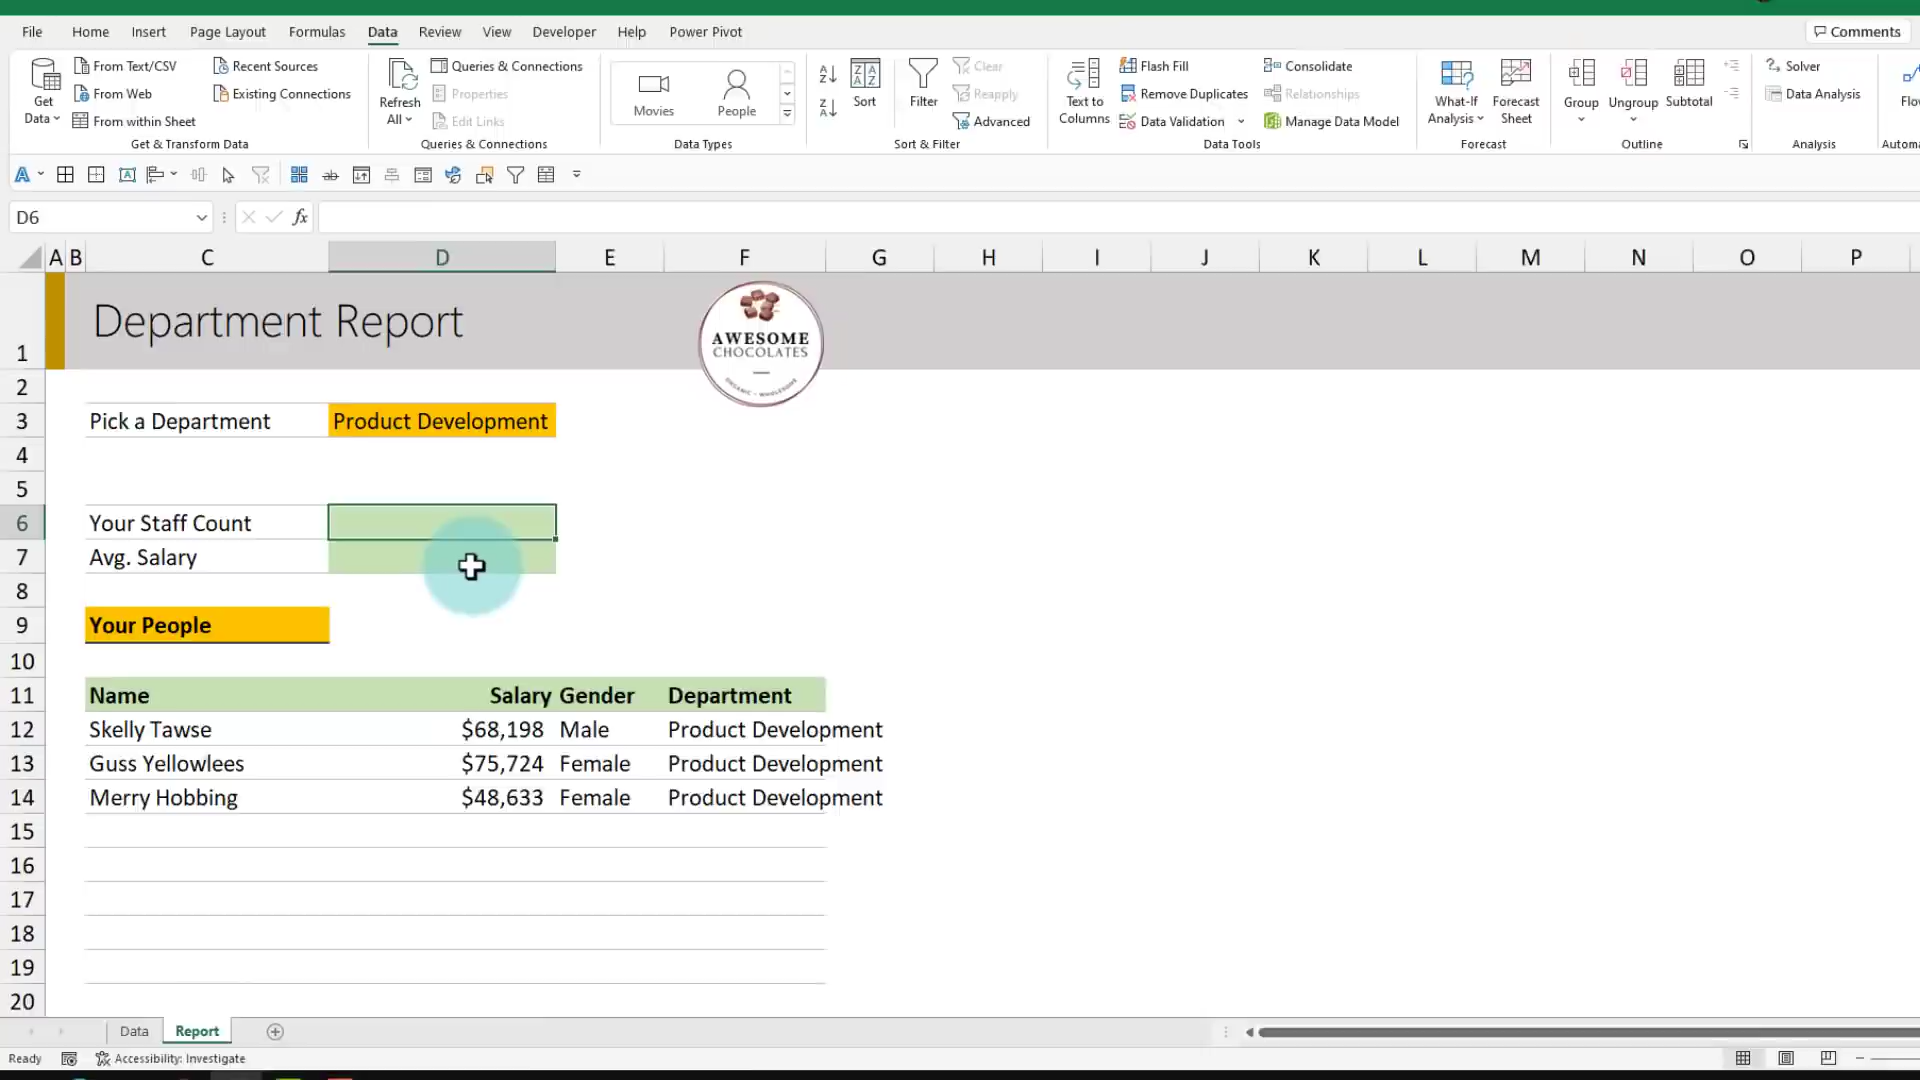 File Home Insert Page Layout Formulas Data Review View Developer Help Power Pivot Comments
Get Data From Text/CSV From Web From within Sheet Recent Sources Existing Connections
Get & Transform Data
Refresh All Queries & Connections Properties Edit Links
Queries & Connections
Movies People
Data Types
Sort Filter Clear Reapply Advanced
Sort & Filter
Text to Columns Flash Fill Remove Duplicates Data Validation Consolidate Relationships Manage Data Model
Data Tools
What-If Analysis Forecast Sheet
Forecast
Group Ungroup Subtotal
Outline
Solver Data Analysis
Analysis
Flo
Automa
D6 fx
A B C D E F G H I J K L M N O P
1 Department Report
AWESOME
CHOCOLATES
ORGANIC • WHOLESOME
2
3 Pick a Department Product Development
4
5
6 Your Staff Count
7 Avg. Salary
8
9 Your People
10
11 Name Salary Gender Department
12 Skelly Tawse $68,198 Male Product Development
13 Guss Yellowlees $75,724 Female Product Development
14 Merry Hobbing $48,633 Female Product Development
15
16
17
18
19
20
Data Report
Ready Accessibility: Investigate